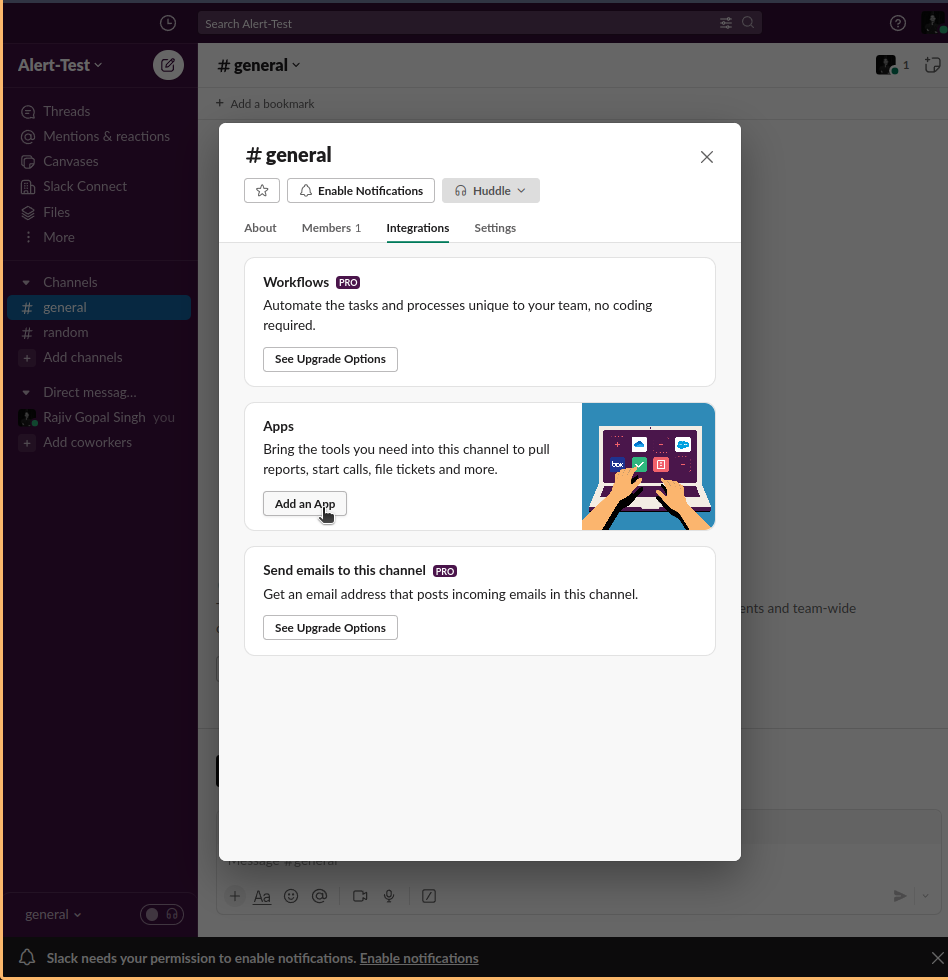 Search Alert-Test
Alert-Test
# general
1
Add a bookmark
Threads
Mentions & reactions
Canvases
Slack Connect
Files
More
Channels
# general
# random
+ Add channels
Direct messag...
Rajiv Gopal Singh you
+ Add coworkers
# general
Enable Notifications
Huddle
About
Members 1
Integrations
Settings
Workflows PRO
Automate the tasks and processes unique to your team, no coding
required.
See Upgrade Options
Apps
Bring the tools you need into this channel to pull
reports, start calls, file tickets and more.
Add an App
box
Send emails to this channel PRO
Get an email address that posts incoming emails in this channel.
See Upgrade Options
ents and team-wide
Message #general
Aa
general
Slack needs your permission to enable notifications. Enable notifications